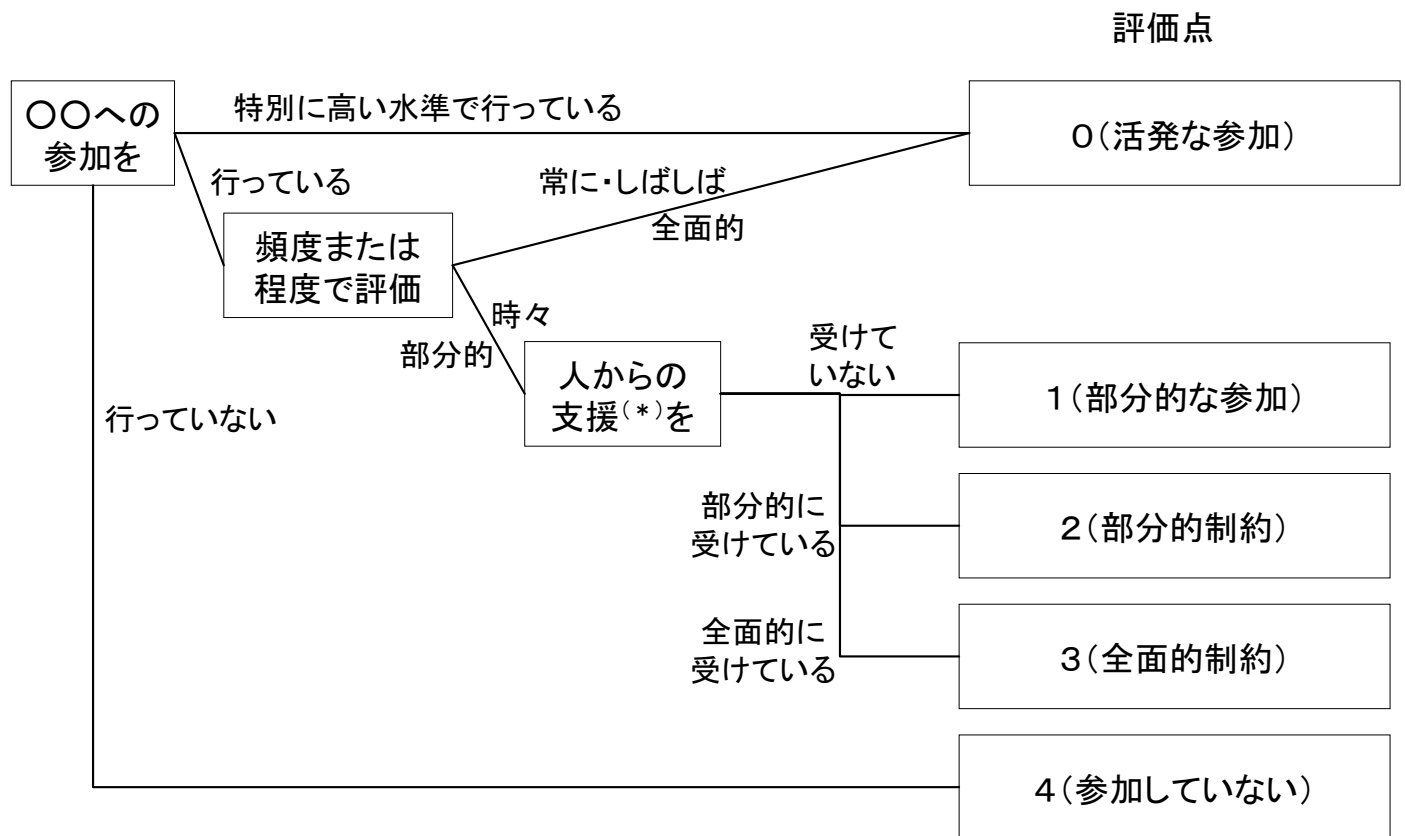 評価点
〇〇への
参加を
特別に高い水準で行っている
0(活発な参加)
行っている
常に・しばしば
全面的
頻度または
程度で評価
時々
部分的
人からの
支援(*)を
受けて
いない
1(部分的な参加)
行っていない
部分的に
受けている
2(部分的制約)
全面的に
受けている
3(全面的制約)
4(参加していない)